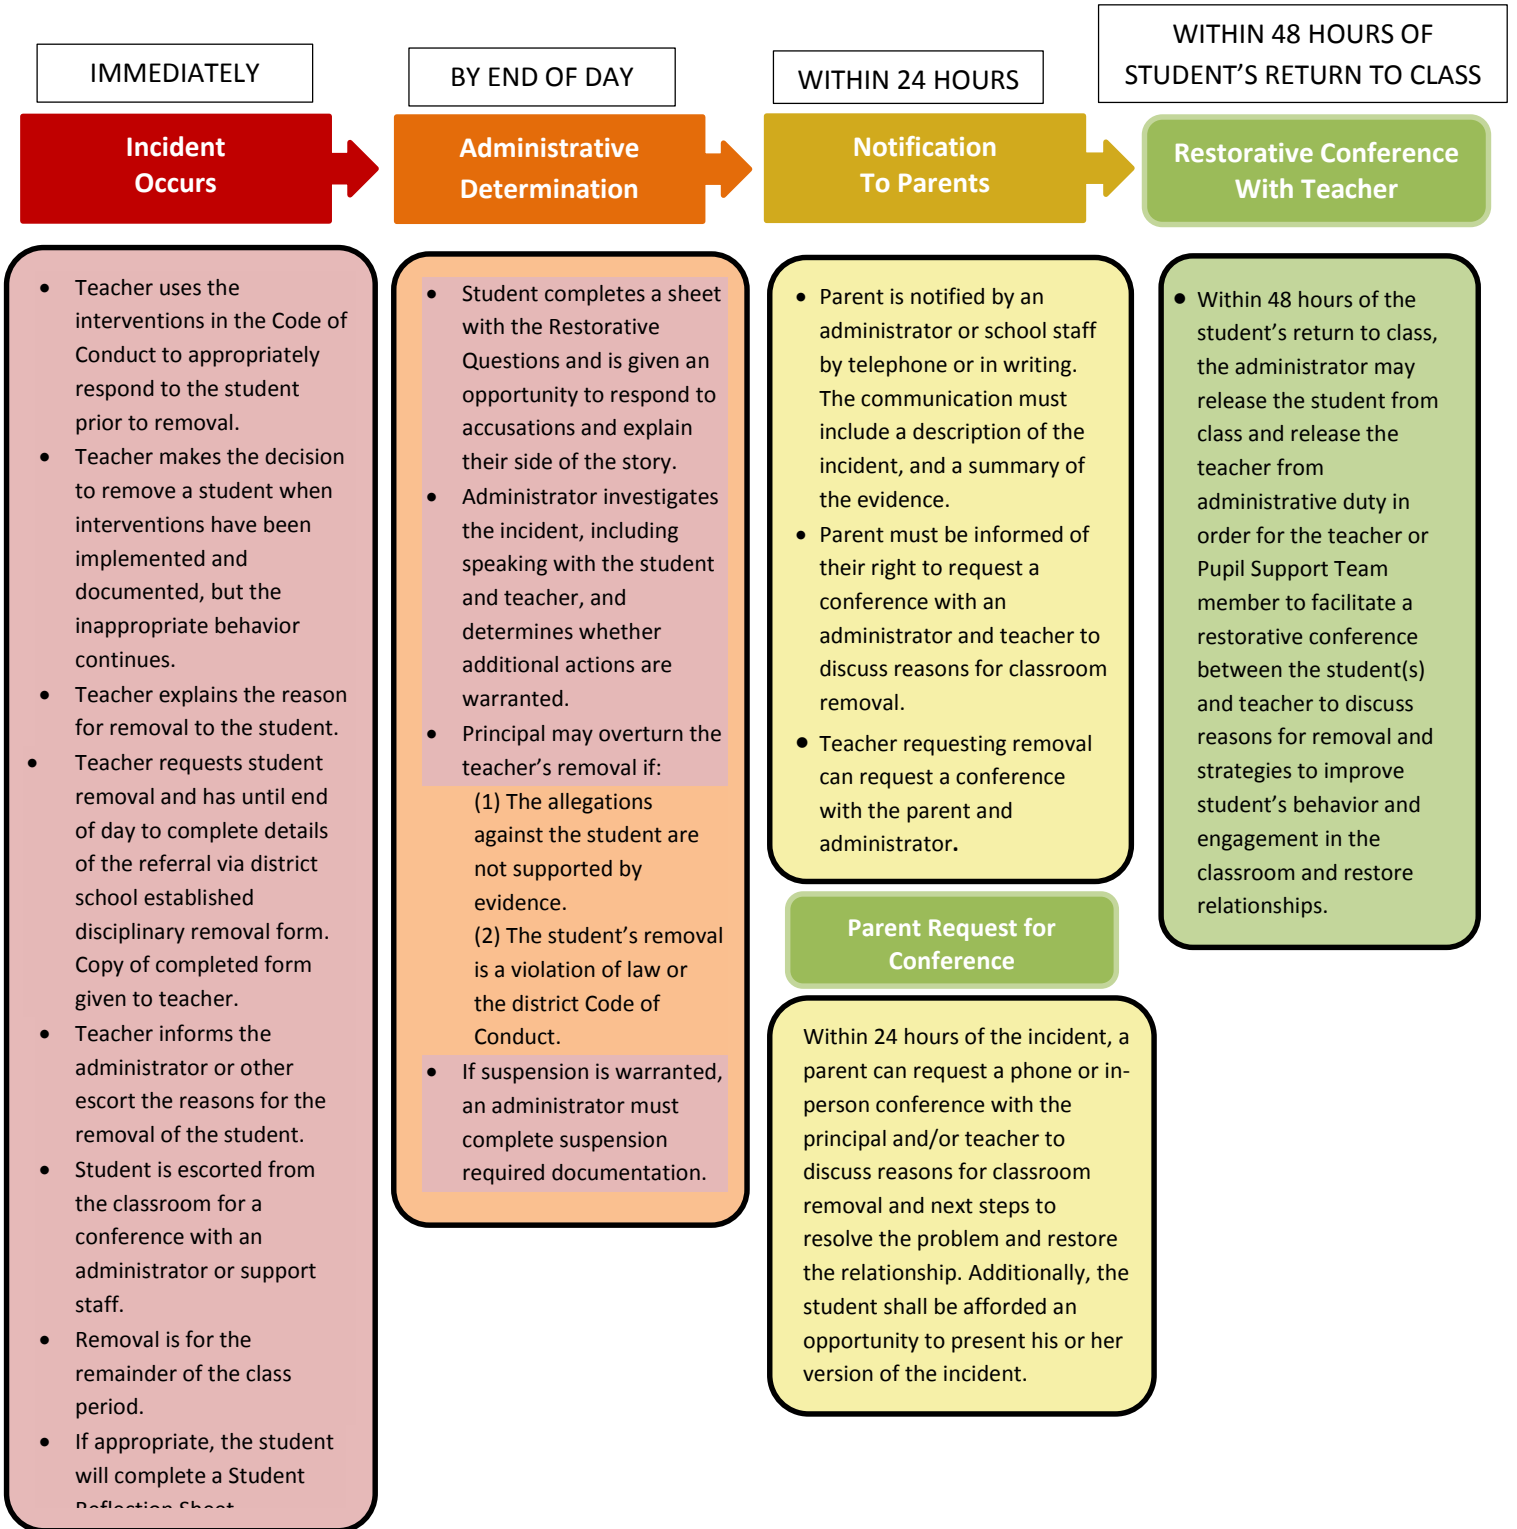 IMMEDIATELY
Incident
Occurs
• Teacher uses the
interventions in the Code of
Conduct to appropriately
respond to the student
prior to removal.
• Teacher makes the decision
to remove a student when
interventions have been
implemented and
documented, but the
inappropriate behavior
continues.
• Teacher explains the reason
for removal to the student.
• Teacher requests student
removal and has until end
of day to complete details
of the referral via district
school established
disciplinary removal form.
Copy of completed form
given to teacher.
• Teacher informs the
administrator or other
escort the reasons for the
removal of the student.
• Student is escorted from
the classroom for a
conference with an
administrator or support
staff.
• Removal is for the
remainder of the class
period.
• If appropriate, the student
will complete a Student
Reflection Sheet
BY END OF DAY
Administrative
Determination
• Student completes a sheet
with the Restorative
Questions and is given an
opportunity to respond to
accusations and explain
their side of the story.
• Administrator investigates
the incident, including
speaking with the student
and teacher, and
determines whether
additional actions are
warranted.
• Principal may overturn the
teacher's removal if:
(1) The allegations
against the student are
not supported by
evidence.
(2) The student's removal
is a violation of law or
the district Code of
Conduct.
• If suspension is warranted,
an administrator must
complete suspension
required documentation.
WITHIN 24 HOURS
Notification
To Parents
• Parent is notified by an
administrator or school staff
by telephone or in writing.
The communication must
include a description of the
incident, and a summary of
the evidence.
• Parent must be informed of
their right to request a
conference with an
administrator and teacher to
discuss reasons for classroom
removal.
• Teacher requesting removal
can request a conference
with the parent and
administrator.
Parent Request for
Conference
Within 24 hours of the incident, a
parent can request a phone or in-
person conference with the
principal and/or teacher to
discuss reasons for classroom
removal and next steps to
resolve the problem and restore
the relationship. Additionally, the
student shall be afforded an
opportunity to present his or her
version of the incident.
WITHIN 48 HOURS OF
STUDENT'S RETURN TO CLASS
Restorative Conference
With Teacher
• Within 48 hours of the
student's return to class,
the administrator may
release the student from
class and release the
teacher from
administrative duty in
order for the teacher or
Pupil Support Team
member to facilitate a
restorative conference
between the student(s)
and teacher to discuss
reasons for removal and
strategies to improve
student's behavior and
engagement in the
classroom and restore
relationships.